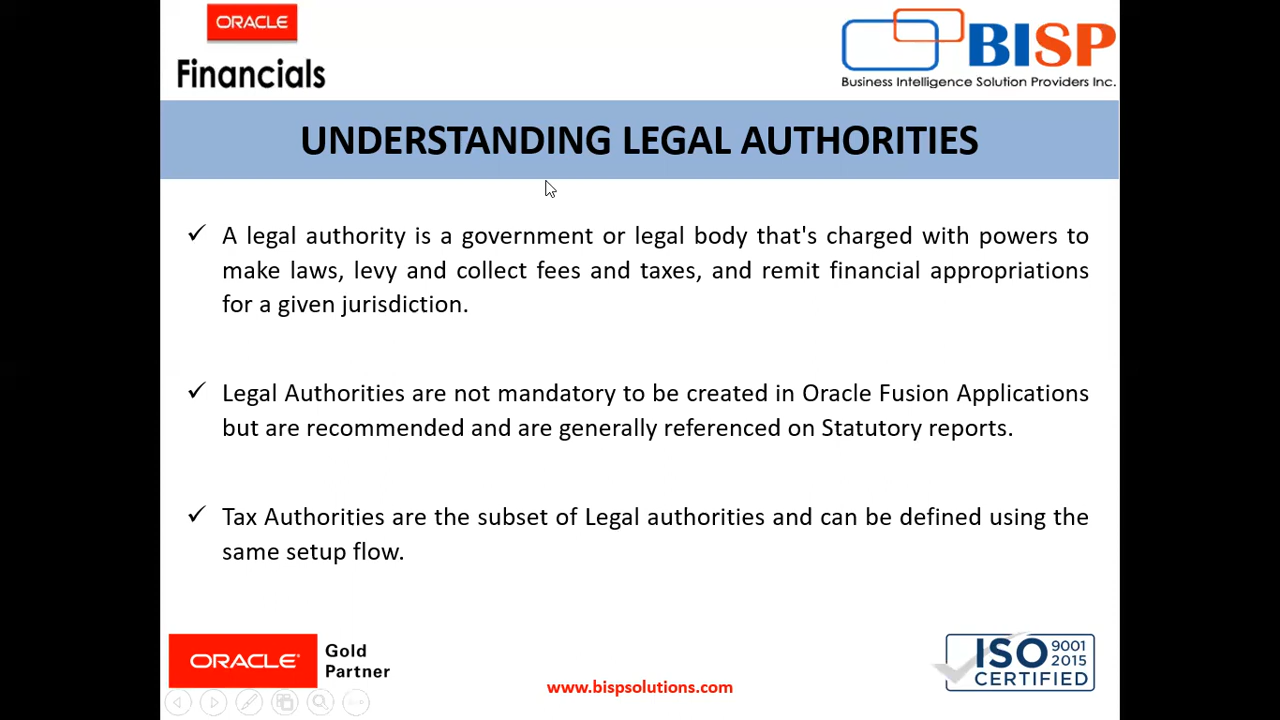 ORACLE
Financials
BISP
Business Intelligence Solution Providers Inc.
UNDERSTANDING LEGAL AUTHORITIES
✓ A legal authority is a government or legal body that's charged with powers to
make laws, levy and collect fees and taxes, and remit financial appropriations
for a given jurisdiction.
✓ Legal Authorities are not mandatory to be created in Oracle Fusion Applications
but are recommended and are generally referenced on Statutory reports.
✓ Tax Authorities are the subset of Legal authorities and can be defined using the
same setup flow.
ORACLE®
Gold
Partner
www.bispsolutions.com
ISO 9001
2015
CERTIFIED